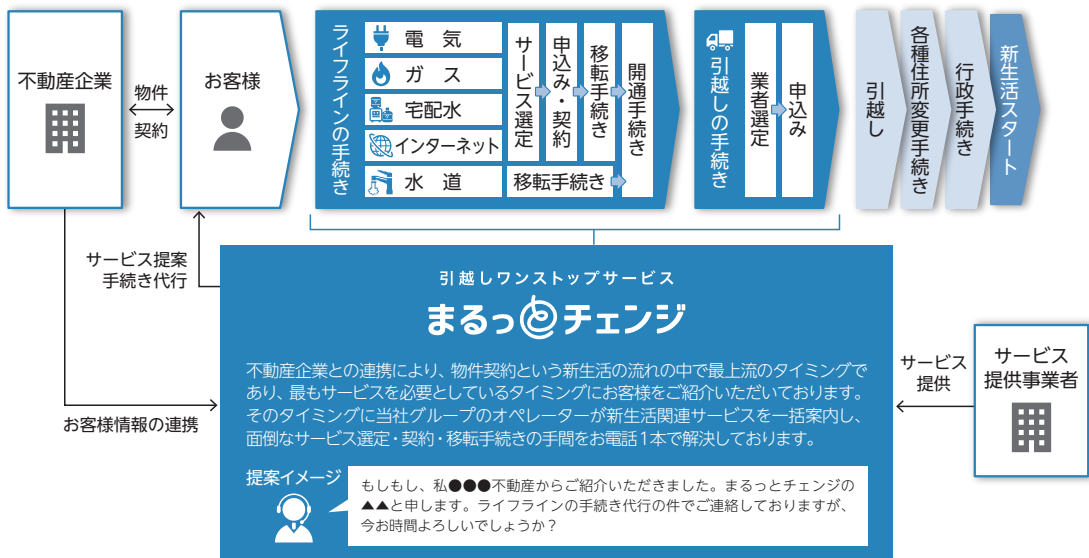 不動産企業
物件
契約
お客様
ライフラインの手続き
電気
ガス
宅配水
インターネット
水道
サービス選定
申込み・契約
移転手続き
移転手続き
開通手続き
引越しの手続き
業者選定
申込み
引越し
各種住所変更手続き
行政手続き
新生活スタート
サービス提案
手続き代行
お客様情報の連携
引越しワンストップサービス
まるっとチェンジ
不動産企業との連携により、物件契約という新生活の流れの中で最上流のタイミングで
あり、最もサービスを必要としているタイミングにお客様をご紹介いただいております。
そのタイミングに当社グループのオペレーターが新生活関連サービスを一括案内し、
面倒なサービス選定・契約・移転手続きの手間をお電話1本で解決しております。
提案イメージ
もしもし、私●●●不動産からご紹介いただきました。まるっとチェンジの
▲▲と申します。ライフラインの手続き代行の件でご連絡しておりますが、
今お時間よろしいでしょうか？
サービス
提供
サービス
提供事業者